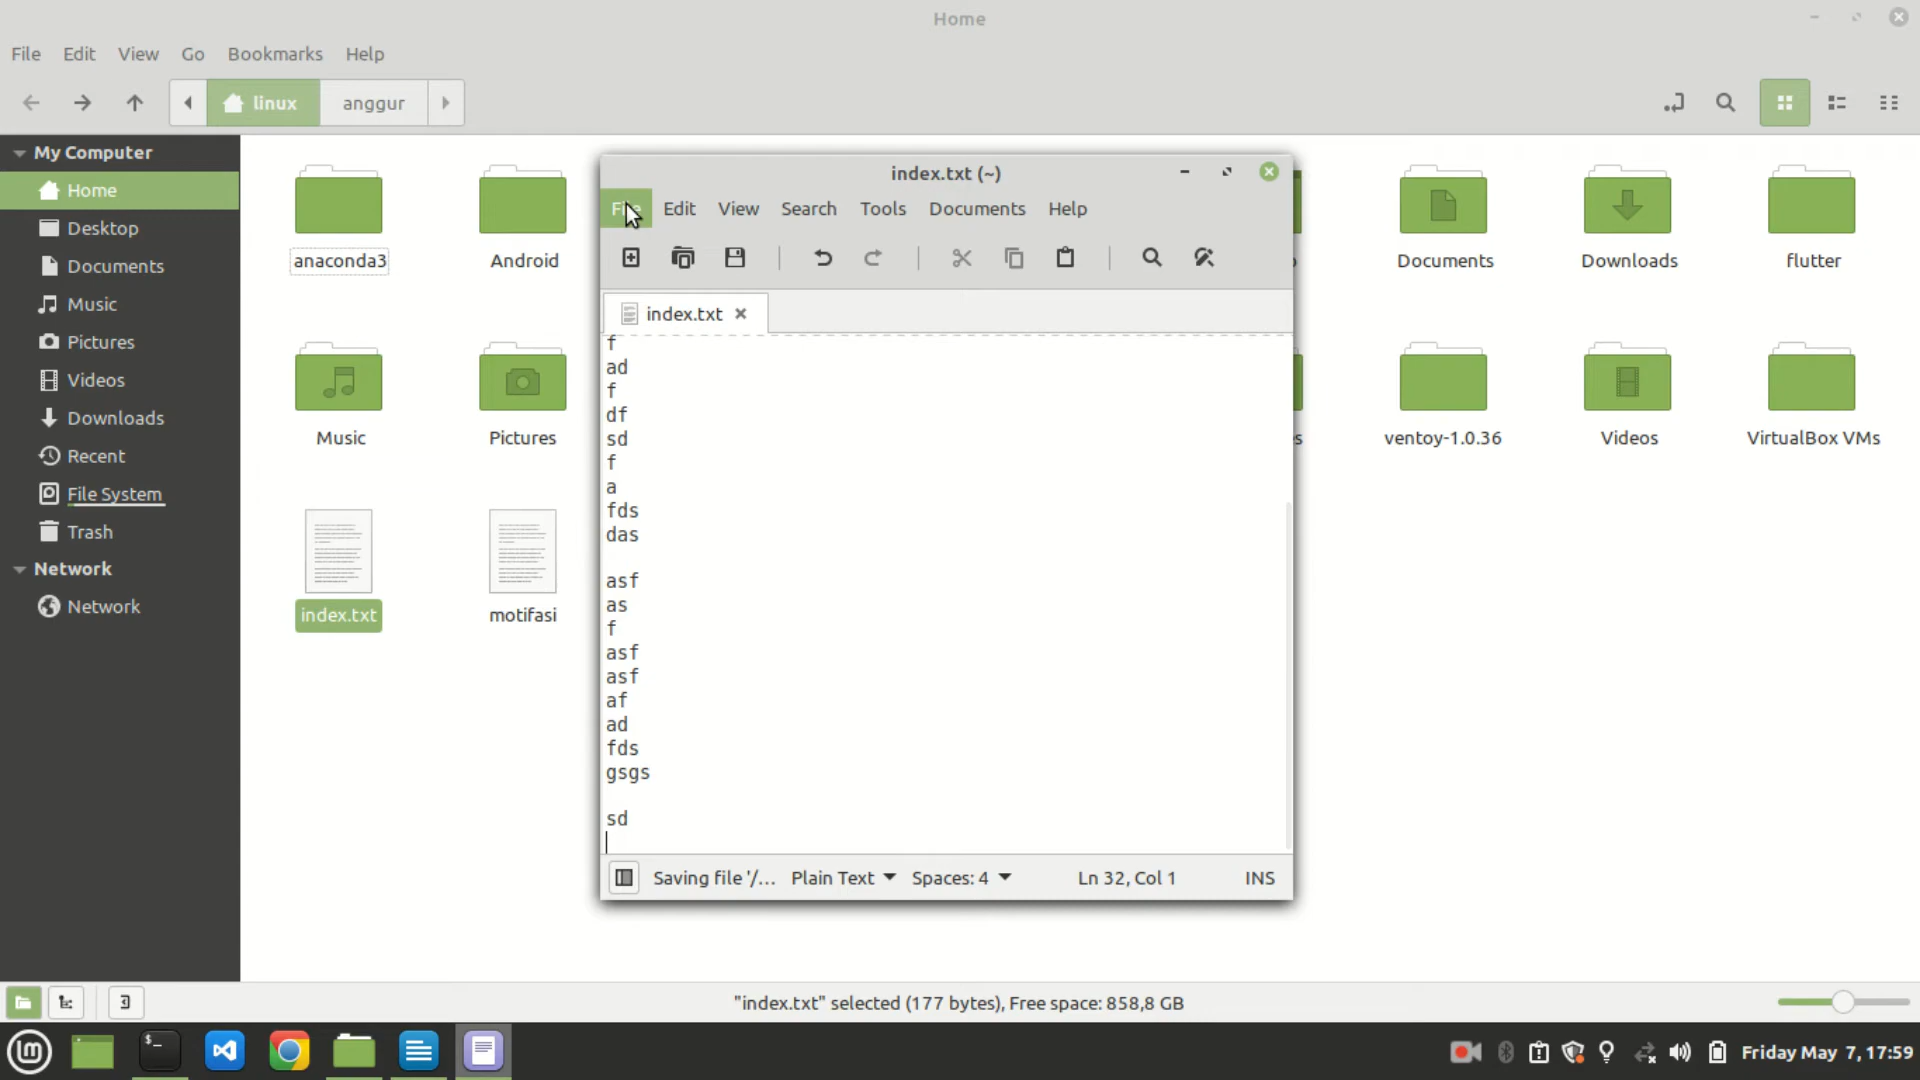 Home
File Edit View Go Bookmarks Help
linux anggur
My Computer
Home
Desktop
Documents
Music
Pictures
Videos
Downloads
Recent
File System
Trash
Network
Network
anaconda3 Android Documents Downloads flutter
Music Pictures ventoy-1.0.36 Videos VirtualBox VMs
index.txt motifasi
index.txt (~)
File Edit View Search Tools Documents Help
index.txt
f
ad
f
df
sd
f
a
fds
das
asf
as
f
asf
asf
af
ad
fds
gsgs
sd
Saving file '/... Plain Text Spaces: 4 Ln 32, Col 1 INS
"index.txt" selected (177 bytes), Free space: 858,8 GB
Friday May 7, 17:59